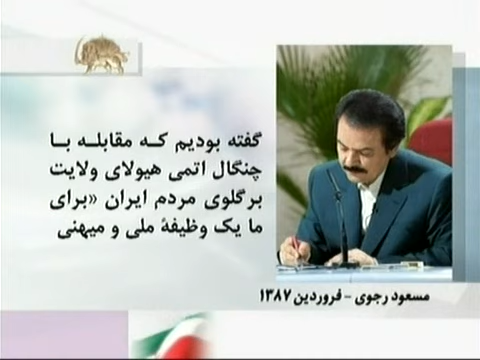 گفته بودیم که مقابله با
چنگال اتمی هیولای ولایت
برگلوی مردم ایران «برای
ما یک وظیفهٔ ملی و میهنی
مسعود رجوی - فروردین ۱۳۸۷